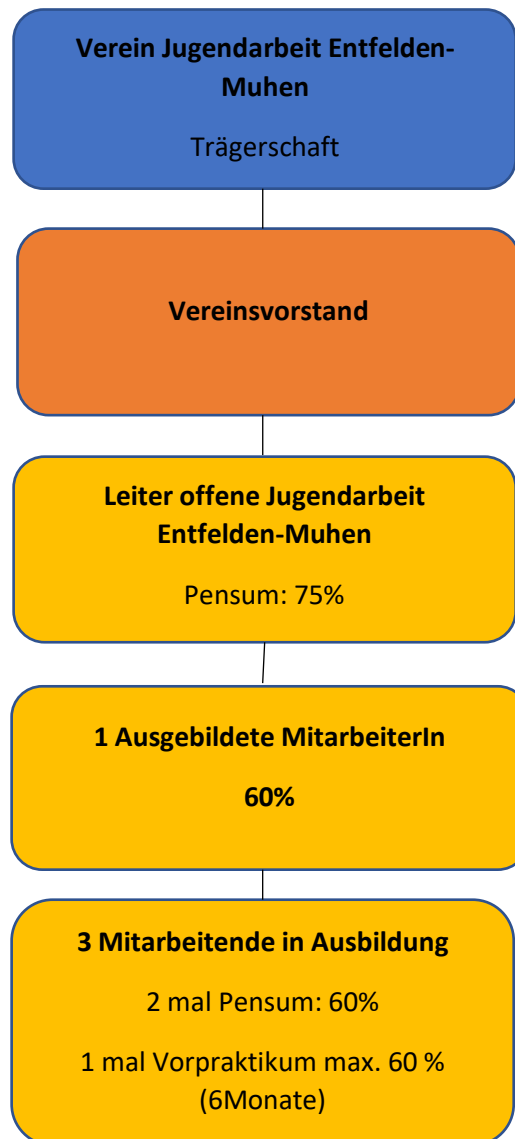 Verein Jugendarbeit Entfelden-
Muhen
Trägerschaft
Vereinsvorstand
Leiter offene Jugendarbeit
Entfelden-Muhen
Pensum: 75%
1 Ausgebildete MitarbeiterIn
60%
3 Mitarbeitende in Ausbildung
2 mal Pensum: 60%
1 mal Vorpraktikum max. 60 %
(6Monate)